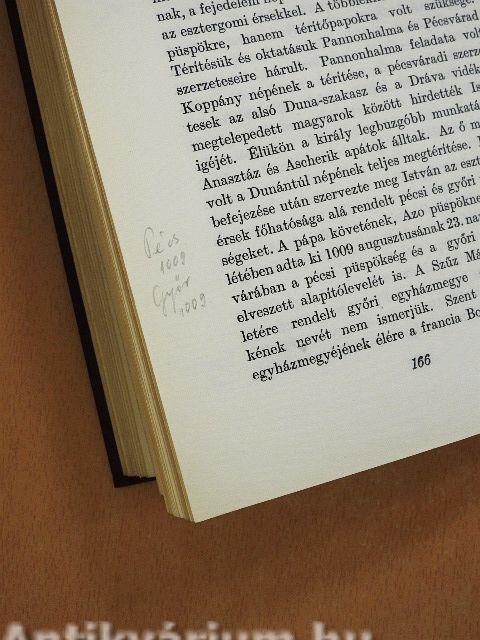 nak, a fejedelem
az esztergomi érsekkel. A többiekn
püspökre, hanem térítőpapokra volt szüksége.
Térítésük és oktatásuk Pannonhalma és Pécsvárad
szerzeteseire hárult. Pannonhalma feladata volt
Koppány népének a térítése, a pécsváradi szerze
tesek az alsó Duna-szakasz és a Dráva vidék
megtelepedett magyarok között hirdették Is
igéjét. Élükön a király legbuzgóbb munkatá
Anasztáz és Ascherik apátok álltak. Az ő m
volt a Dunántúl népének teljes megtérítése.
befejezése után szervezte meg István az eszt
érsek főhatósága alá rendelt pécsi és győri
ségeket. A pápa követének, Azo püspökne
létében adta ki 1009 augusztusának 23. na
várában a pécsi püspökség és a győri
elveszett alapítólevelét is. A Szűz Má
letére rendelt győri egyházmegye
kének nevét nem ismerjük. Szent
egyházmegyéjének élére a francia Bo
166
Pécs
1009
Győr
1009
Antikvárium.hu